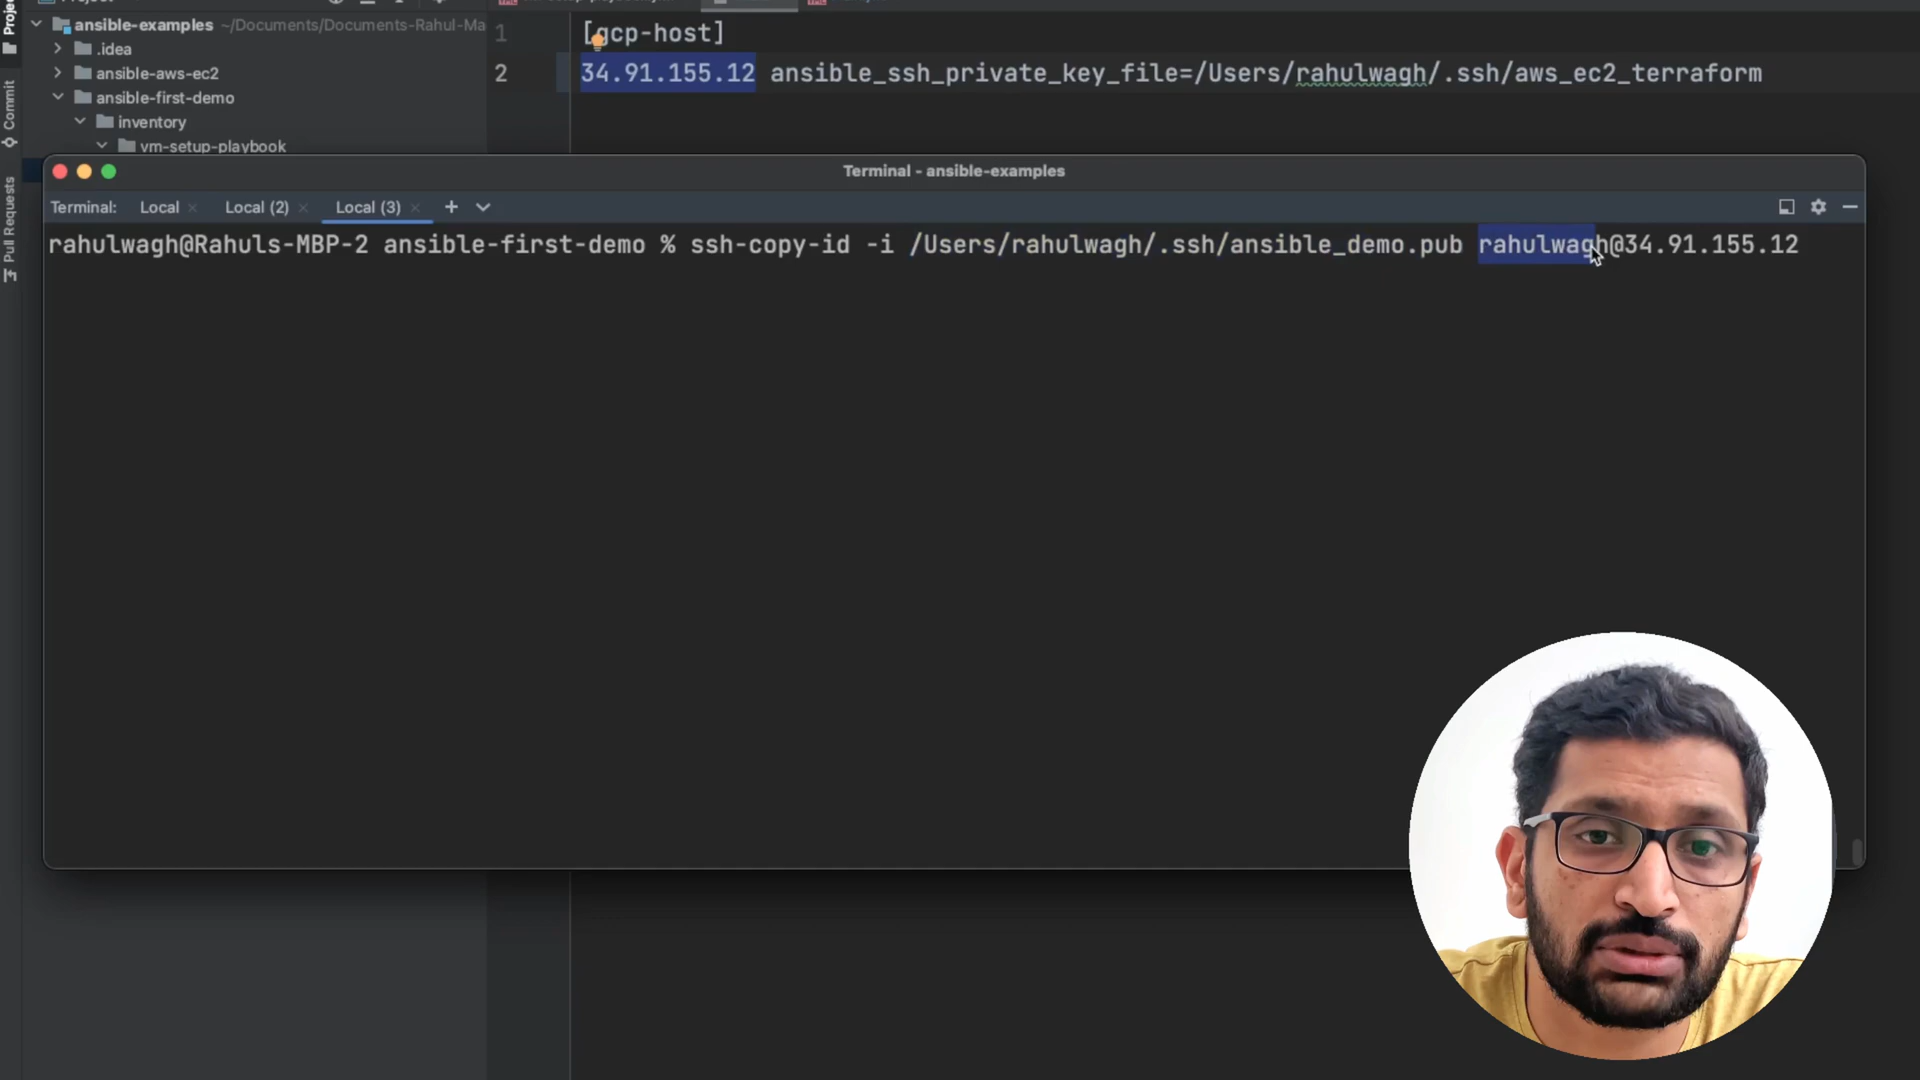 ansible-examples ~/Documents/Documents-Rahul-Ma
.idea
ansible-aws-ec2
ansible-first-demo
inventory
vm-setup-playbook
Commit
Pull Requests
1 [gcp-host]
2 34.91.155.12 ansible_ssh_private_key_file=/Users/rahulwagh/.ssh/aws_ec2_terraform
Terminal - ansible-examples
Terminal: Local Local (2) Local (3)
rahulwagh@Rahuls-MBP-2 ansible-first-demo % ssh-copy-id -i /Users/rahulwagh/.ssh/ansible_demo.pub rahulwagh@34.91.155.12